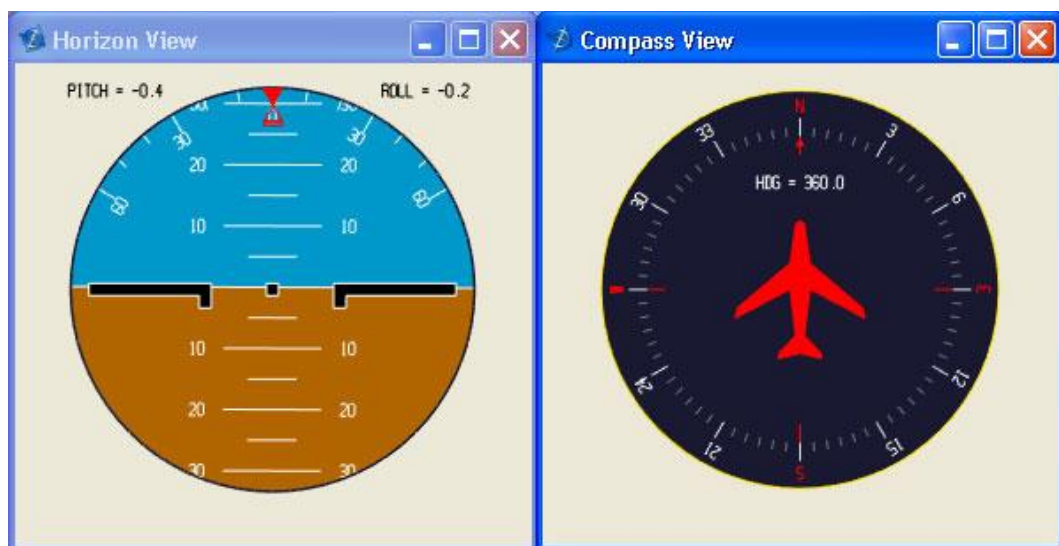 Horizon View
PITCH = -0.4
ROLL = -0.2
30 30
20 20
60 60
10 10
10 10
20 20
30 30
Compass View
N
33 3
HDG = 360.0
30 6
W E
24 12
21 15
S